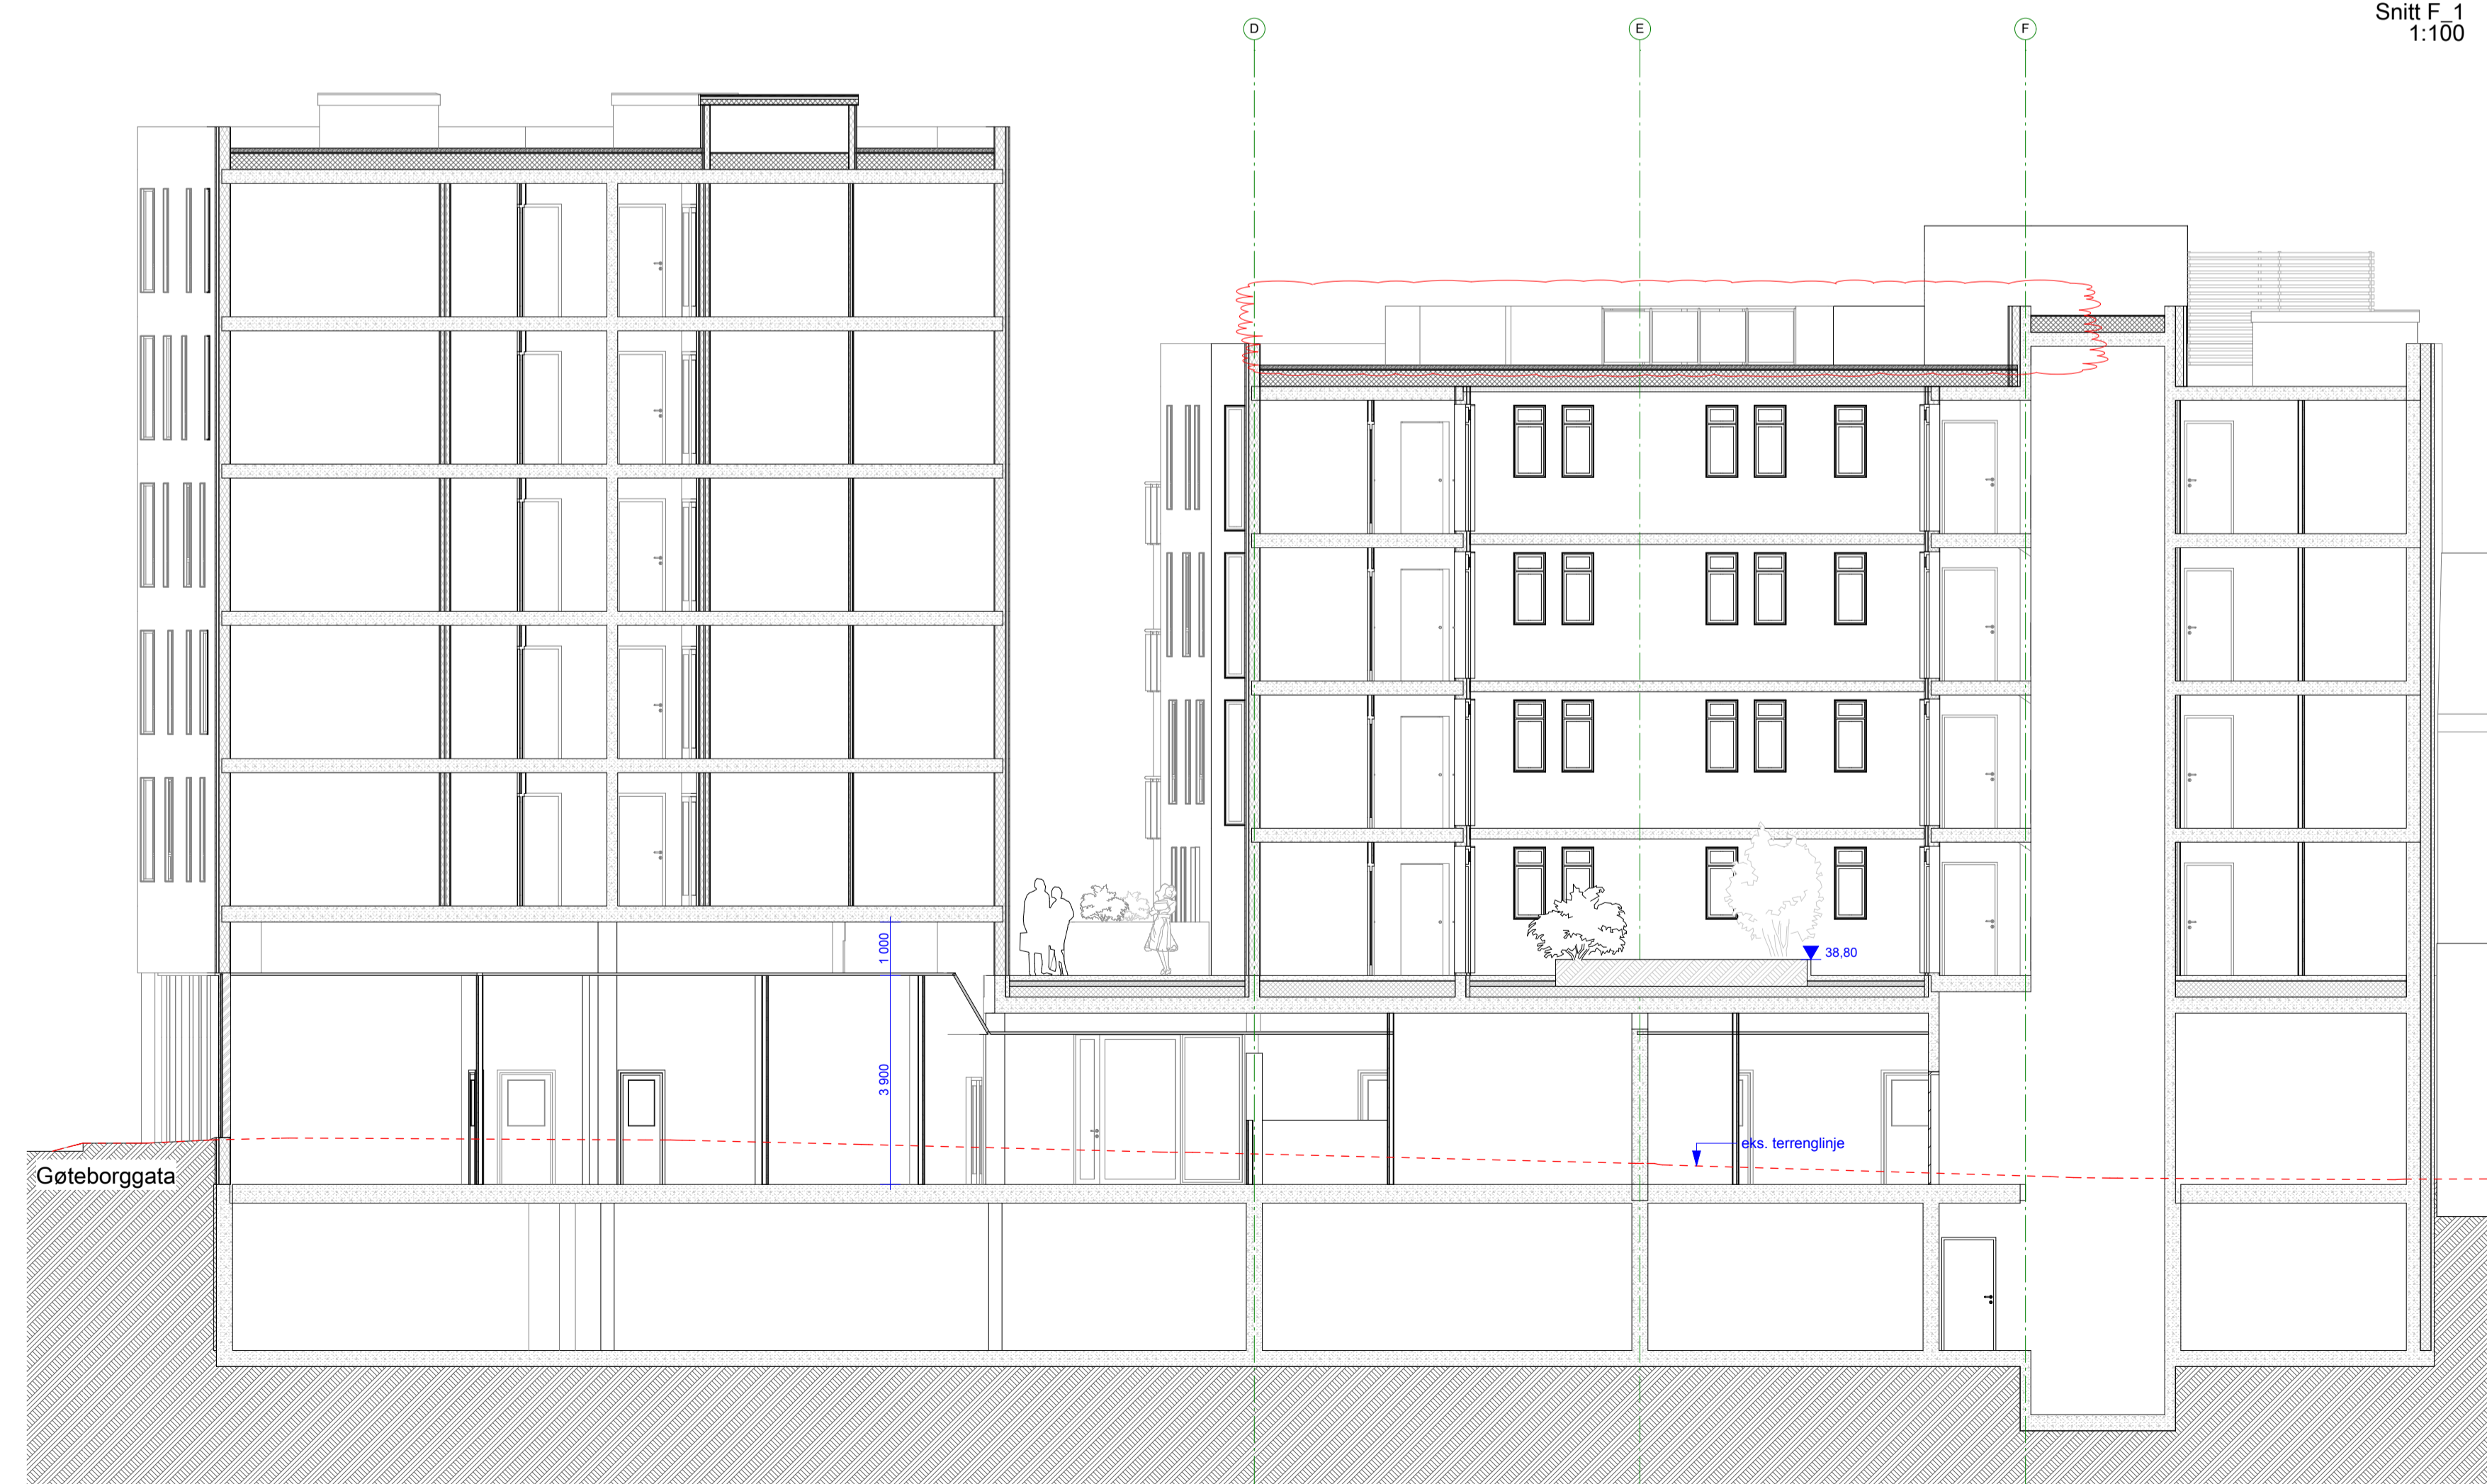 Snitt F_1
1:100
D
E
F
1 000
38,80
3 900
eks. terrenglinje
Gøteborggata